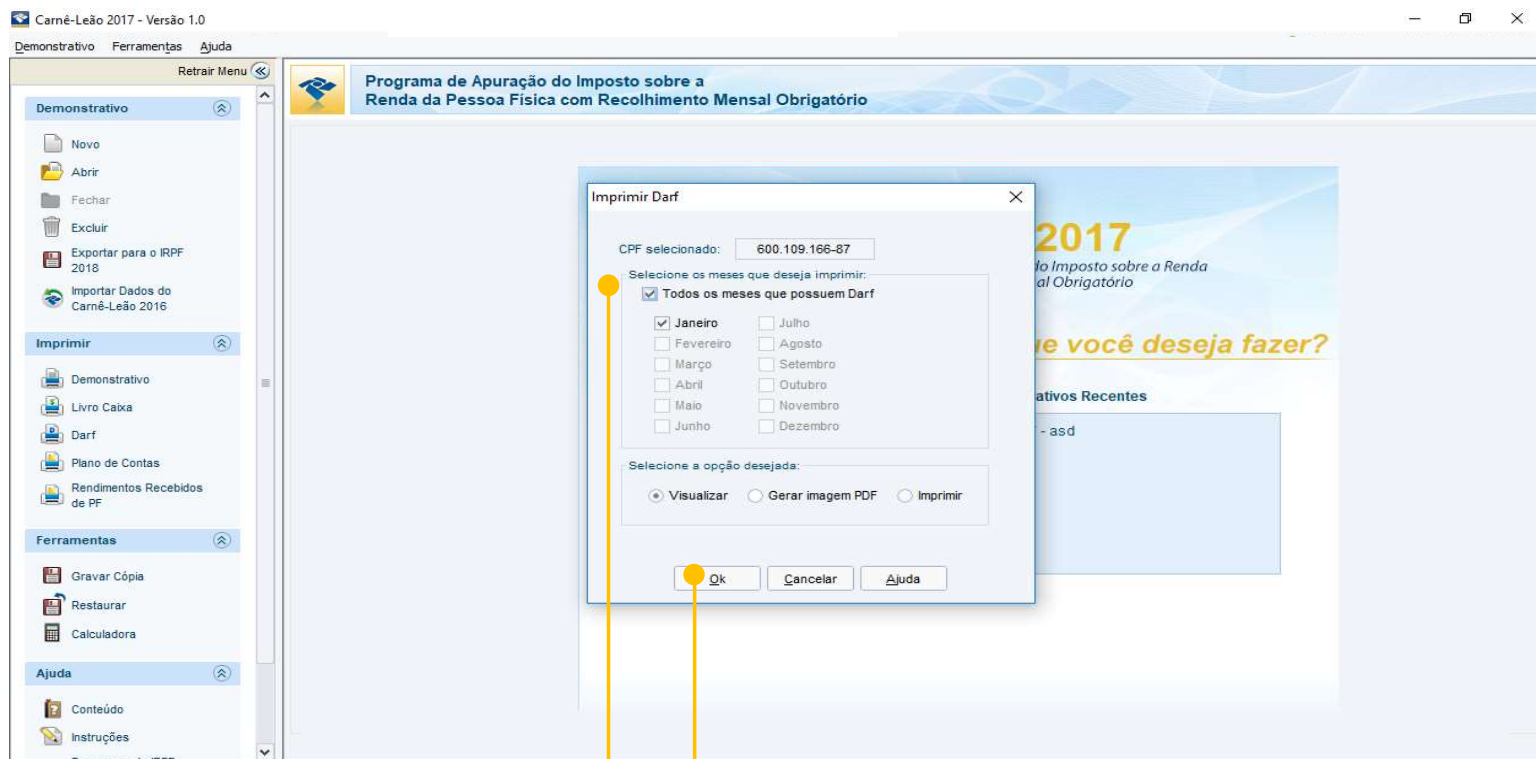 Carnê-Leão 2017 - Versão 1.0
Demonstrativo Ferramentas Ajuda
Retrair Menu
Demonstrativo
Novo
Abrir
Fechar
Excluir
Exportar para o IRPF
2018
Importar Dados do
Carnê-Leão 2016
Imprimir
Demonstrativo
Livro Caixa
Darf
Plano de Contas
Rendimentos Recebidos
de PF
Ferramentas
Gravar Cópia
Restaurar
Calculadora
Ajuda
Conteúdo
Instruções
Programa de Apuração do Imposto sobre a
Renda da Pessoa Física com Recolhimento Mensal Obrigatório
Imprimir Darf
CPF selecionado: 600.109.166-87
Selecione os meses que deseja imprimir:
Todos os meses que possuem Darf
Janeiro Julho
Fevereiro Agosto
Março Setembro
Abril Outubro
Maio Novembro
Junho Dezembro
Selecione a opção desejada:
Visualizar Gerar imagem PDF Imprimir
Ok Cancelar Ajuda
2017
do Imposto sobre a Renda
al Obrigatório
ue você deseja fazer?
ativos Recentes
- asd